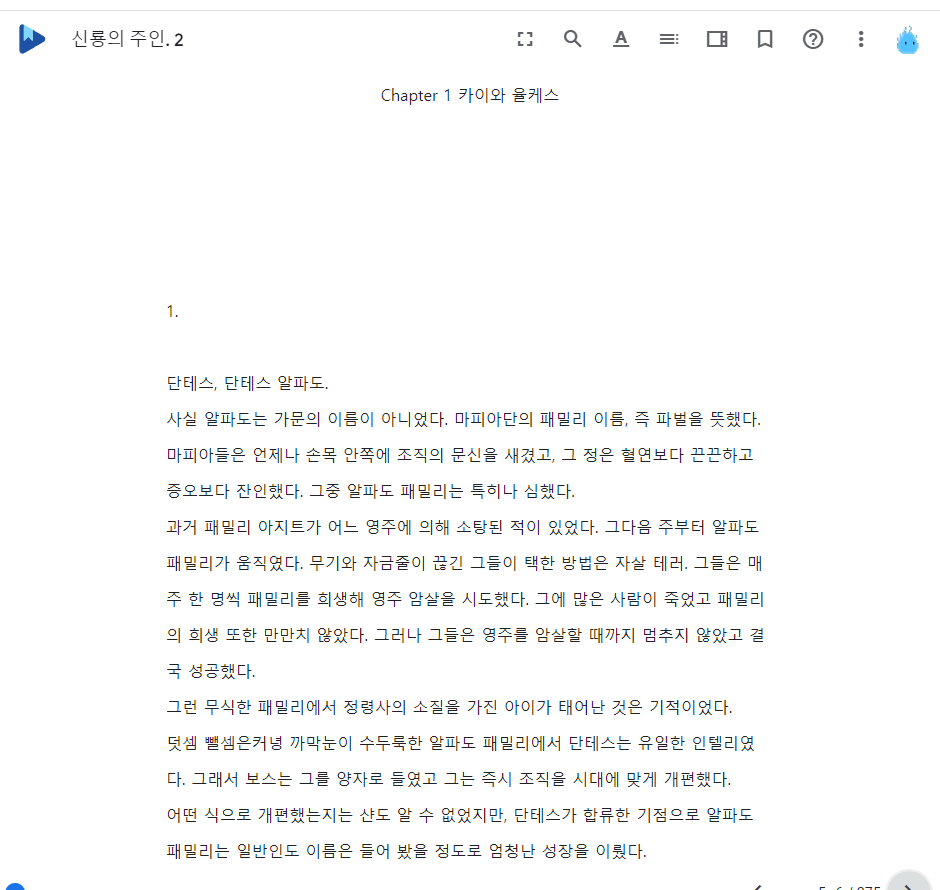 신룡의 주인. 2
Chapter 1 카이와 율케스
1.
단테스, 단테스 알파도.
사실 알파도는 가문의 이름이 아니었다. 마피아단의 패밀리 이름, 즉 파벌을 뜻했다.
마피아들은 언제나 손목 안쪽에 조직의 문신을 새겼고, 그 정은 혈연보다 끈끈하고
증오보다 잔인했다. 그중 알파도 패밀리는 특히나 심했다.
과거 패밀리 아지트가 어느 영주에 의해 소탕된 적이 있었다. 그다음 주부터 알파도
패밀리가 움직였다. 무기와 자금줄이 끊긴 그들이 택한 방법은 자살 테러. 그들은 매
주 한 명씩 패밀리를 희생해 영주 암살을 시도했다. 그에 많은 사람이 죽었고 패밀리
의 희생 또한 만만치 않았다. 그러나 그들은 영주를 암살할 때까지 멈추지 않았고 결
국 성공했다.
그런 무식한 패밀리에서 정령사의 소질을 가진 아이가 태어난 것은 기적이었다.
덧셈 뺄셈은커녕 까막눈이 수두룩한 알파도 패밀리에서 단테스는 유일한 인텔리였
다. 그래서 보스는 그를 양자로 들였고 그는 즉시 조직을 시대에 맞게 개편했다.
어떤 식으로 개편했는지는 샨도 알 수 없었지만, 단테스가 합류한 기점으로 알파도
패밀리는 일반인도 이름은 들어 봤을 정도로 엄청난 성장을 이뤘다.